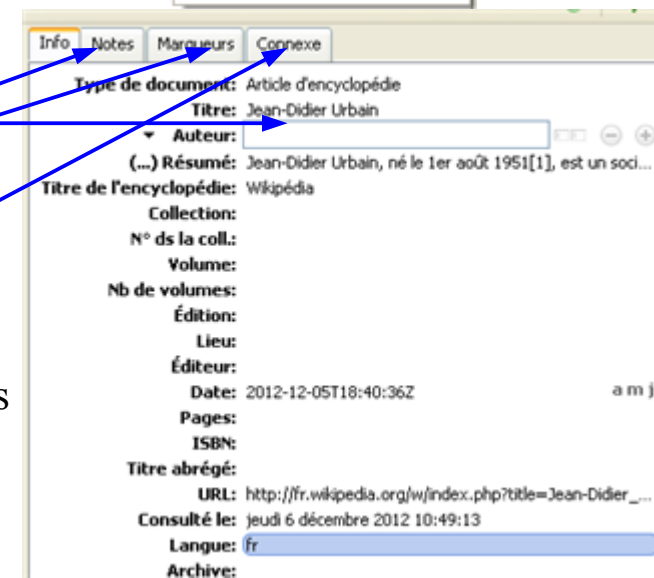 Info Notes Marqueurs Connexe
Type de document: Article d'encyclopédie
Titre: Jean-Didier Urbain
Auteur:
(...) Résumé: Jean-Didier Urbain, né le 1er août 1951[1], est un soci...
Titre de l'encyclopédie: Wikipédia
Collection:
N° ds la coll.:
Volume:
Nb de volumes:
Édition:
Lieu:
Éditeur:
s
Date: 2012-12-05T18:40:36Z a m j
Pages:
ISBN:
Titre abrégé:
URL: http://fr.wikipedia.org/w/index.php?title=Jean-Didier_...
Consulté le: jeudi 6 décembre 2012 10:49:13
Langue: fr
Archive: